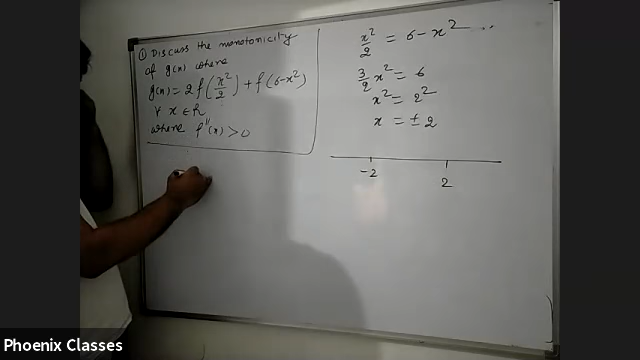 ① Discuss the monotonicity
of g(x) where
g(x) = 2f(x²/2) + f(6-x²)
∀ x ∈ R
where f''(x) > 0
x²/2 = 6 - x² ...
3/2 x² = 6
x² = 2²
x = ± 2
-2 2
Phoenix Classes